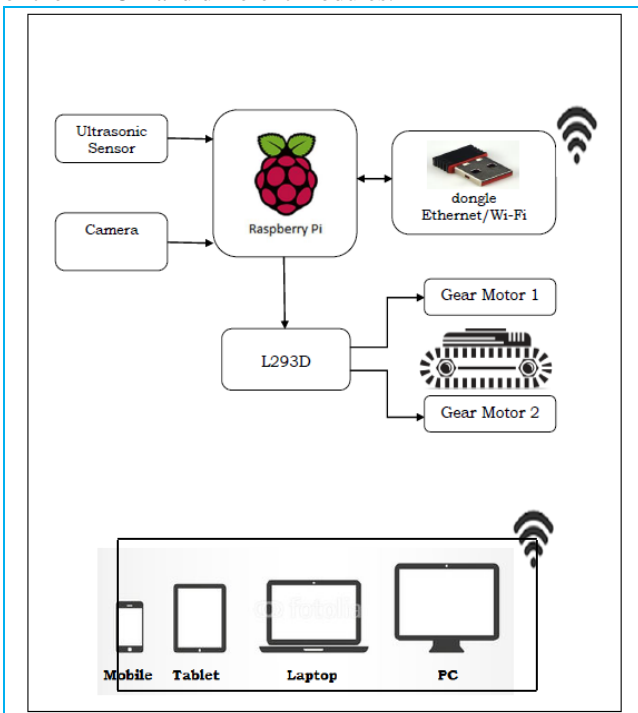 Ultrasonic
Sensor
Camera
Raspberry Pi
dongle
Ethernet/Wi-Fi
Gear Motor 1
L293D
Gear Motor 2
fotolia
Mobile
Tablet
Laptop
PC